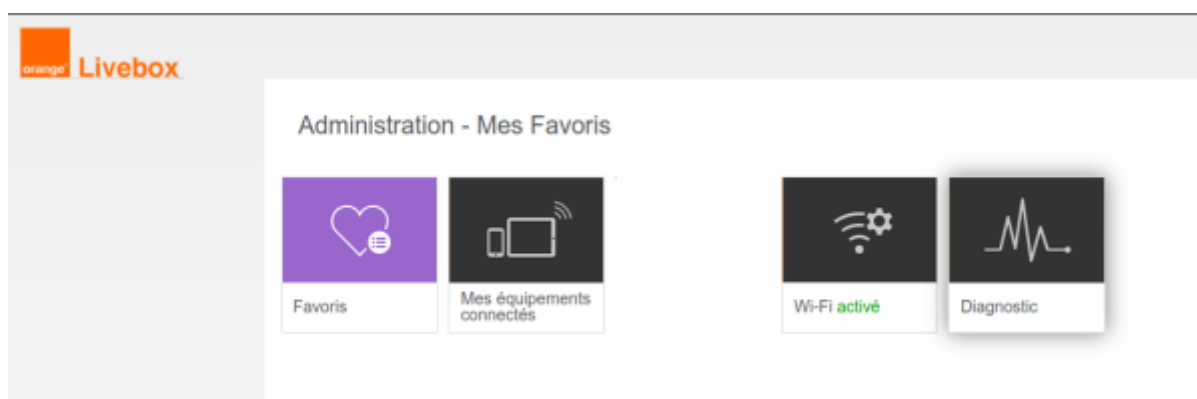 orange
Livebox
Administration - Mes Favoris
Favoris
Mes équipements
connectés
Wi-Fi activé
Diagnostic